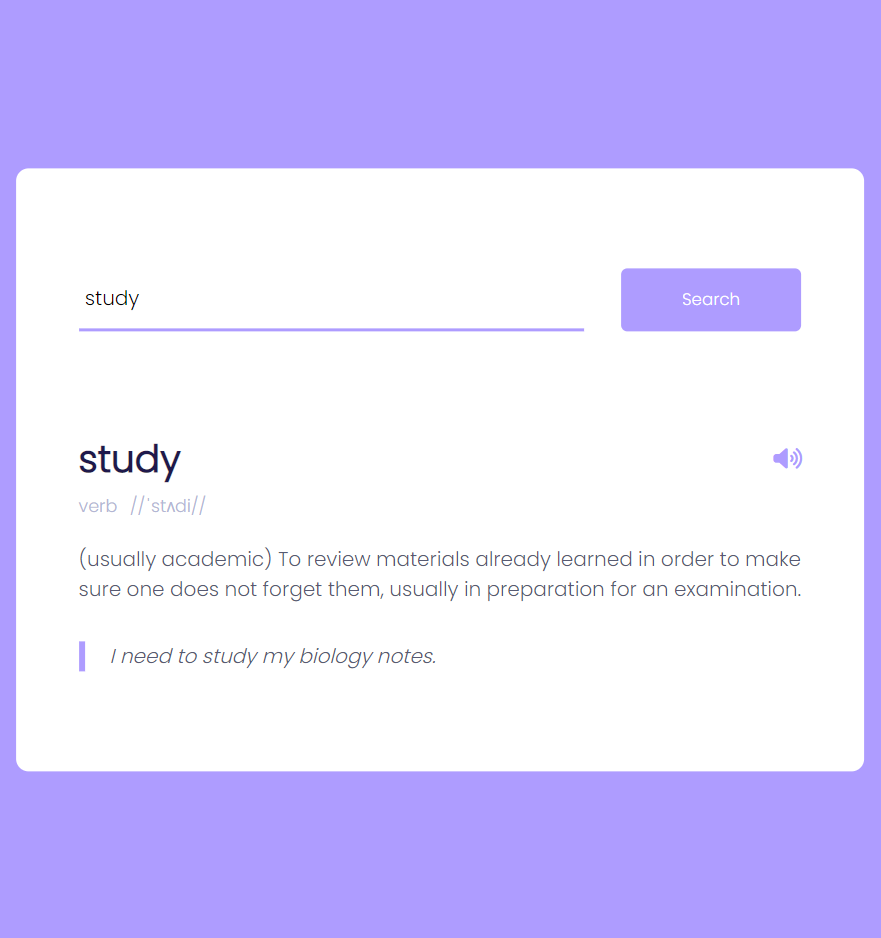 study
Search
study
verb //ˈstʌdi//
(usually academic) To review materials already learned in order to make
sure one does not forget them, usually in preparation for an examination.
I need to study my biology notes.